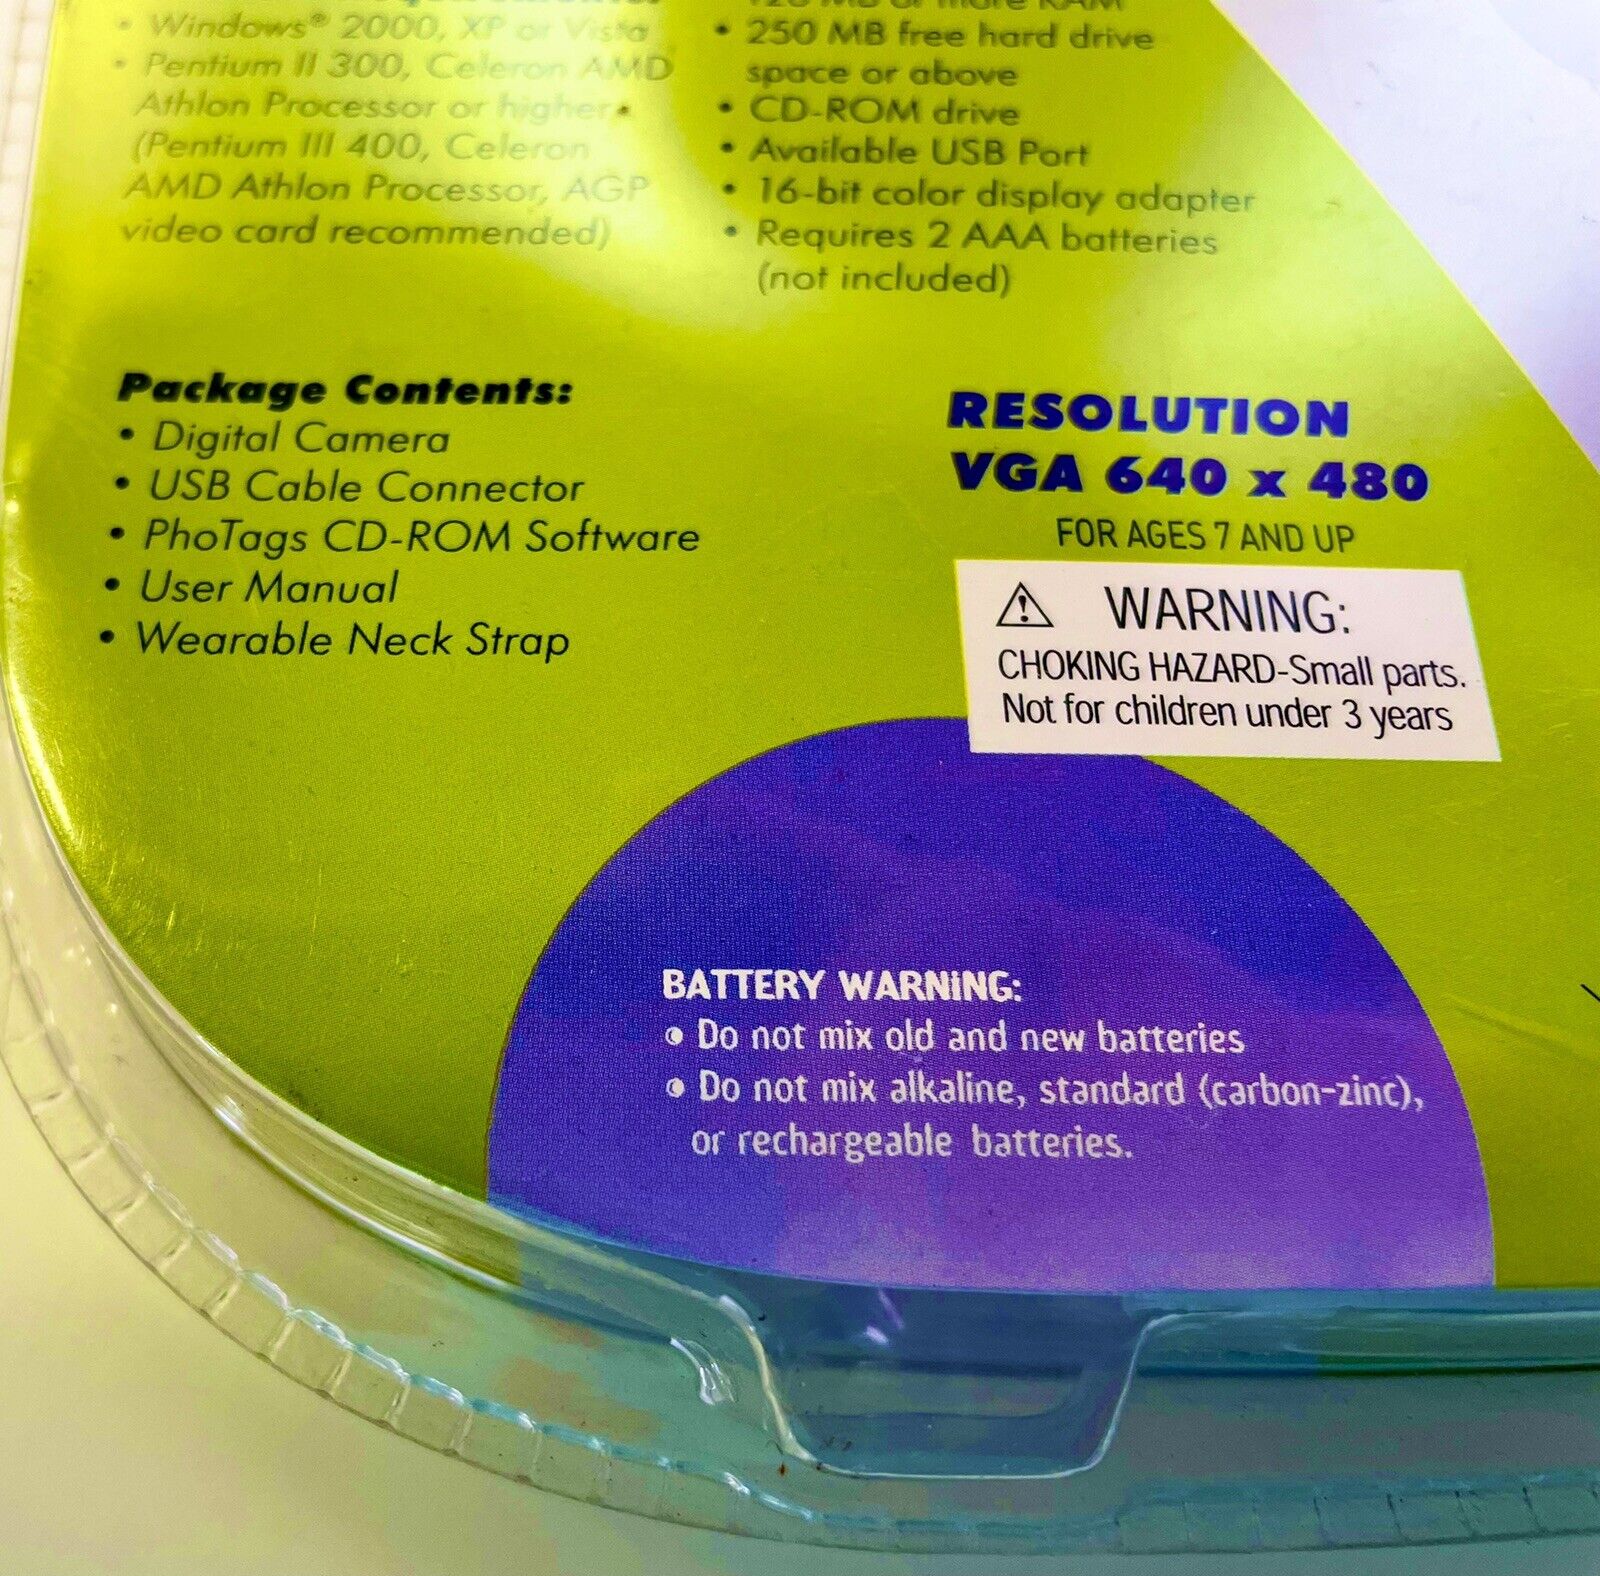 • Windows® 2000, XP or Vista
• Pentium II 300, Celeron AMD
Athlon Processor or higher.
(Pentium III 400, Celeron
AMD Athlon Processor, AGP
video card recommended)
128 MB or more RAM
• 250 MB free hard drive
space or above
• CD-ROM drive
• Available USB Port
• 16-bit color display adapter
• Requires 2 AAA batteries
(not included)
Package Contents:
• Digital Camera
• USB Cable Connector
• PhoTags CD-ROM Software
• User Manual
• Wearable Neck Strap
RESOLUTION
VGA 640 x 480
FOR AGES 7 AND UP
⚠ WARNING:
CHOKING HAZARD-Small parts.
Not for children under 3 years
BATTERY WARNING:
• Do not mix old and new batteries
• Do not mix alkaline, standard (carbon-zinc),
or rechargeable batteries.